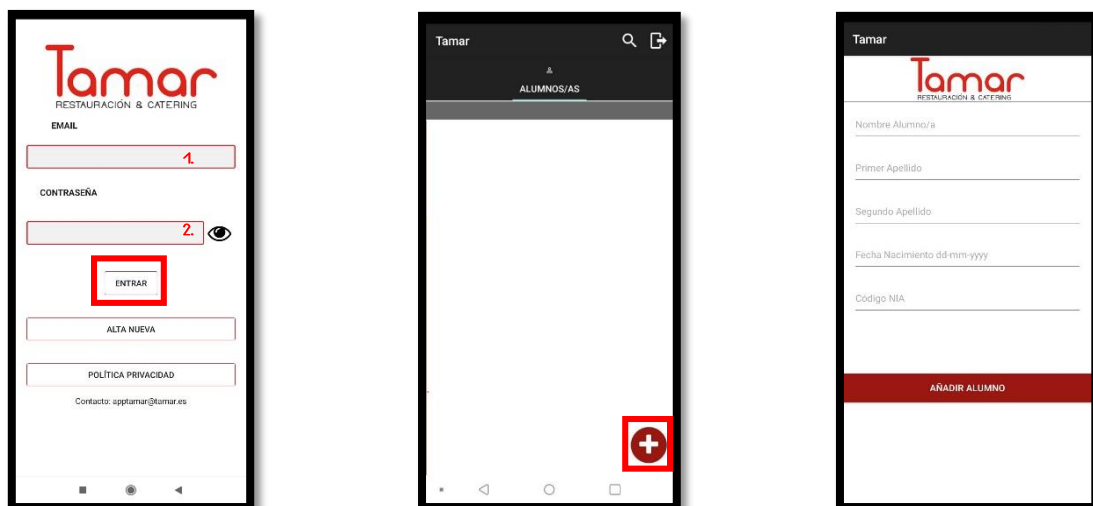 Tamar
RESTAURACIÓN & CATERING
EMAIL
1.
CONTRASEÑA
2.
ENTRAR
ALTA NUEVA
POLÍTICA PRIVACIDAD
Contacto: apptamar@tamar.es
Tamar
ALUMNOS/AS
Tamar
Tamar
RESTAURACIÓN & CATERING
Nombre Alumno/a
Primer Apellido
Segundo Apellido
Fecha Nacimiento dd-mm-yyyy
Código NIA
AÑADIR ALUMNO